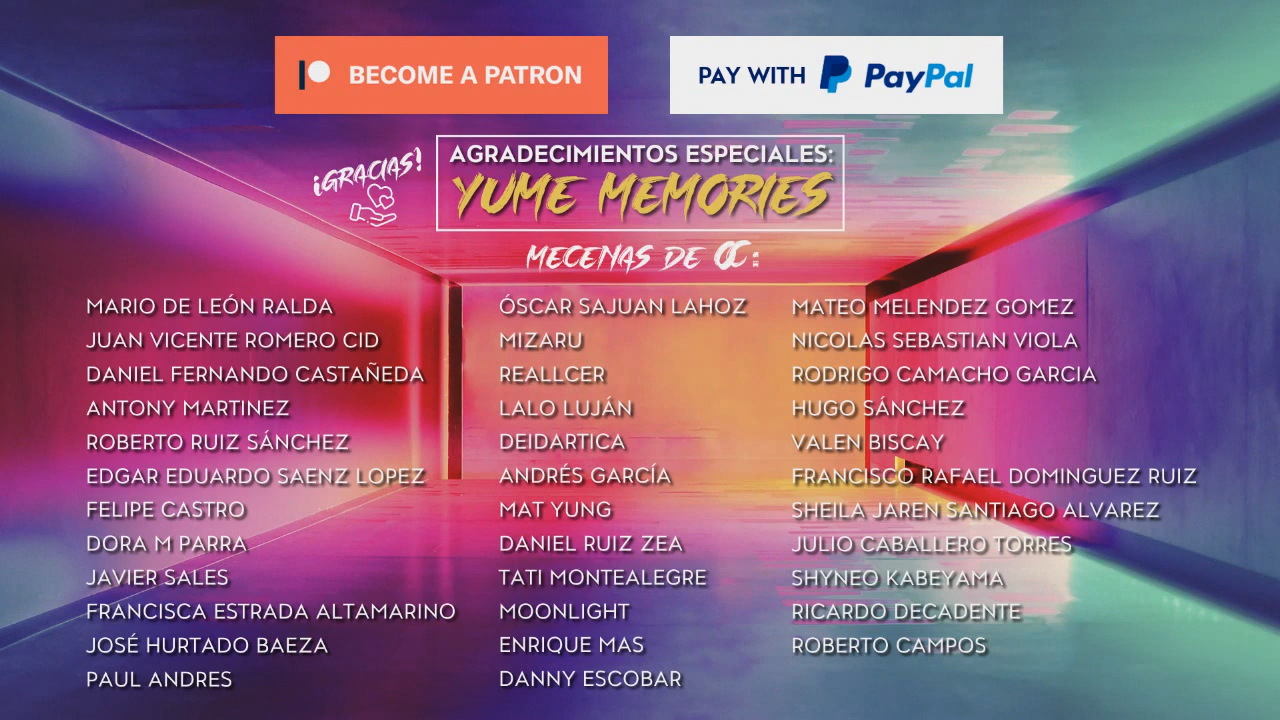 BECOME A PATRON
PAY WITH PayPal
¡GRACIAS!
AGRADECIMIENTOS ESPECIALES:
YUME MEMORIES
MECENAS DE OC:
MARIO DE LEÓN RALDA
JUAN VICENTE ROMERO CID
DANIEL FERNANDO CASTAÑEDA
ANTONY MARTINEZ
ROBERTO RUIZ SÁNCHEZ
EDGAR EDUARDO SAENZ LOPEZ
FELIPE CASTRO
DORA M PARRA
JAVIER SALES
FRANCISCA ESTRADA ALTAMARINO
JOSÉ HURTADO BAEZA
PAUL ANDRES
ÓSCAR SAJUAN LAHOZ
MIZARU
REALLCER
LALO LUJÁN
DEIDARTICA
ANDRÉS GARCÍA
MAT YUNG
DANIEL RUIZ ZEA
TATI MONTEALEGRE
MOONLIGHT
ENRIQUE MAS
DANNY ESCOBAR
MATEO MELENDEZ GOMEZ
NICOLAS SEBASTIAN VIOLA
RODRIGO CAMACHO GARCIA
HUGO SÁNCHEZ
VALEN BISCAY
FRANCISCO RAFAEL DOMINGUEZ RUIZ
SHEILA JAREN SANTIAGO ALVAREZ
JULIO CABALLERO TORRES
SHYNEO KABEYAMA
RICARDO DECADENTE
ROBERTO CAMPOS